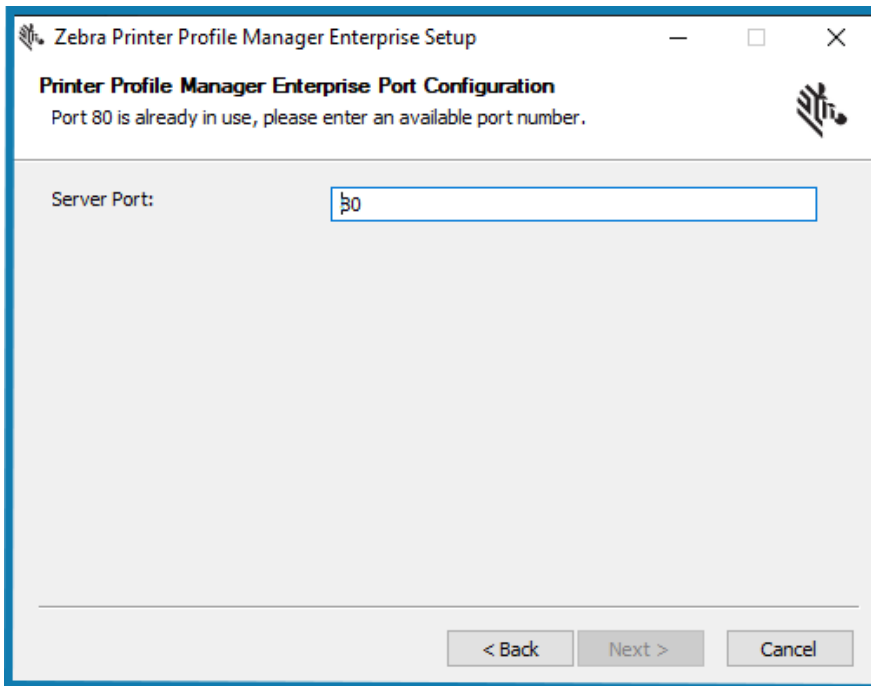 Zebra Printer Profile Manager Enterprise Setup
Printer Profile Manager Enterprise Port Configuration
Port 80 is already in use, please enter an available port number.
Server Port: 80
< Back Next > Cancel